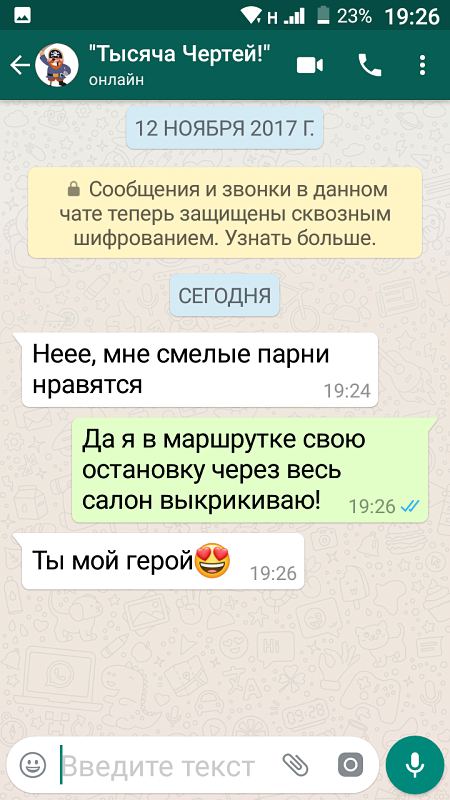 Н 23% 19:26
"Тысяча Чертей!"
онлайн
12 НОЯБРЯ 2017 Г.
Сообщения и звонки в данном
чате теперь защищены сквозным
шифрованием. Узнать больше.
СЕГОДНЯ
Неее, мне смелые парни
нравятся
19:24
Да я в маршрутке свою
остановку через весь
салон выкрикиваю!
19:26
Ты мой герой😍
19:26
Введите текст